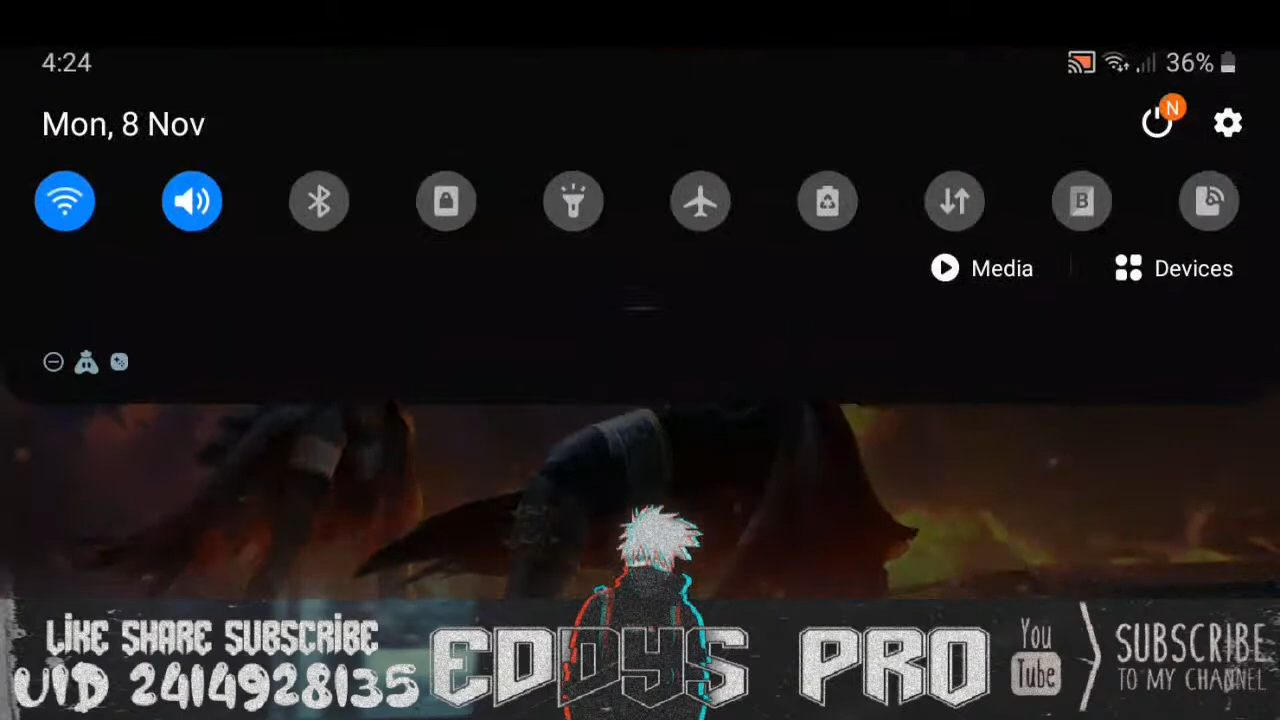 4:24
36%
Mon, 8 Nov
N
B
Media
Devices
LIKE SHARE SUBSCRIBE
UID 2414928135
EDDYS PRO
You
Tube
SUBSCRIBE
TO MY CHANNEL